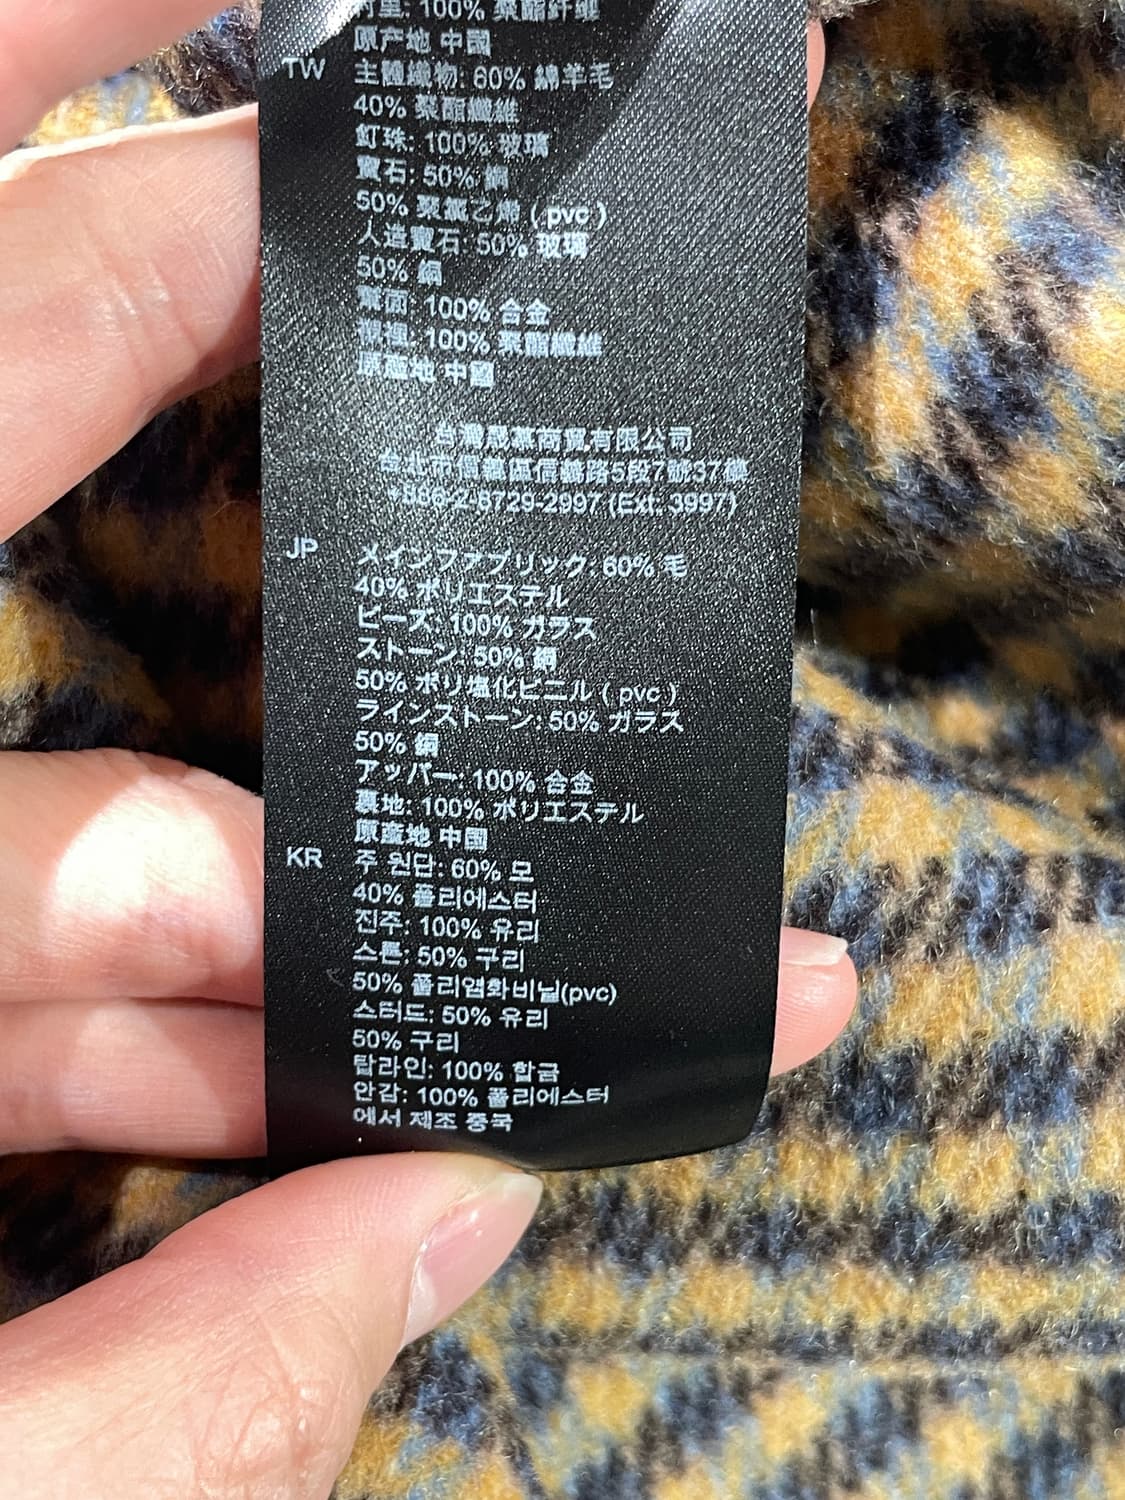 衬里: 100% 聚酯纤维
原产地 中國
TW
主體織物: 60% 綿羊毛
40% 聚酯纖維
釘珠: 100% 玻璃
寶石: 50% 銅
50% 聚氯乙烯 ( pvc )
人造寶石: 50% 玻璃
50% 銅
幫面 100% 合金
襯裡 100% 聚酯纖維
原產地 中國
台灣思慕商貿有限公司
台北市信義區信義路5段7號37樓
+886-2-8729-2997 (Ext. 3997)
JP
メインファブリック: 60% 毛
40% ポリエステル
ビーズ: 100% ガラス
ストーン: 50% 銅
50% ポリ塩化ビニル ( pvc )
ラインストーン: 50% ガラス
50% 銅
アッパー: 100% 合金
裏地: 100% ポリエステル
原産地 中國
KR
주 원단: 60% 모
40% 폴리에스터
진주: 100% 유리
스톤: 50% 구리
50% 폴리염화비닐(pvc)
스터드: 50% 유리
50% 구리
탑라인: 100% 합금
안감: 100% 폴리에스터
에서 제조 중국